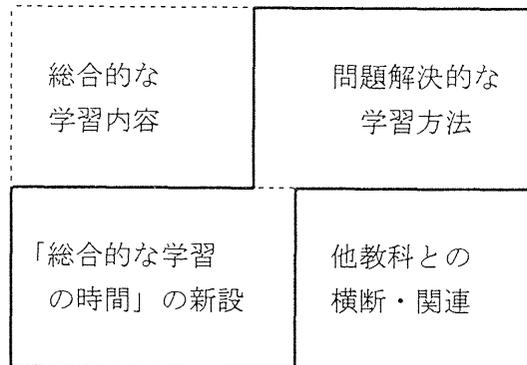 総合的な
学習内容
問題解決的な
学習方法
「総合的な学習
の時間」の新設
他教科との
横断・関連